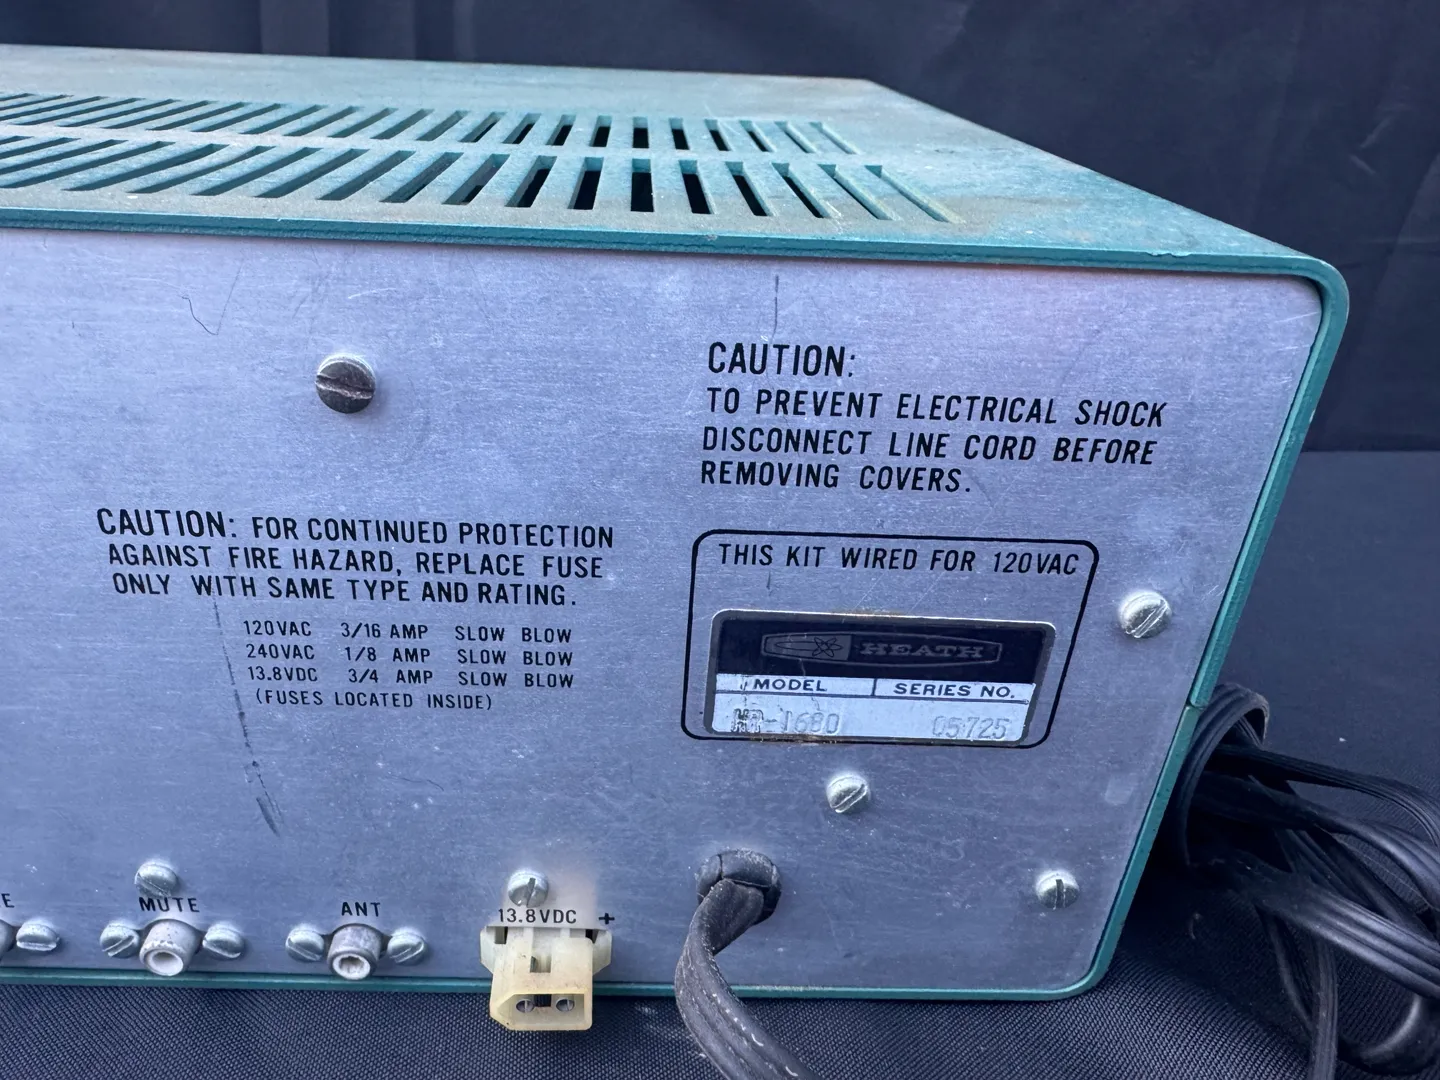 CAUTION:
TO PREVENT ELECTRICAL SHOCK
DISCONNECT LINE CORD BEFORE
REMOVING COVERS.
CAUTION: FOR CONTINUED PROTECTION
AGAINST FIRE HAZARD, REPLACE FUSE
ONLY WITH SAME TYPE AND RATING.
120VAC 3/16 AMP SLOW BLOW
240VAC 1/8 AMP SLOW BLOW
13.8VDC 3/4 AMP SLOW BLOW
(FUSES LOCATED INSIDE)
THIS KIT WIRED FOR 120VAC
HEATH
MODEL SERIES NO.
HR-1680 05725
E
MUTE
ANT
13.8VDC +